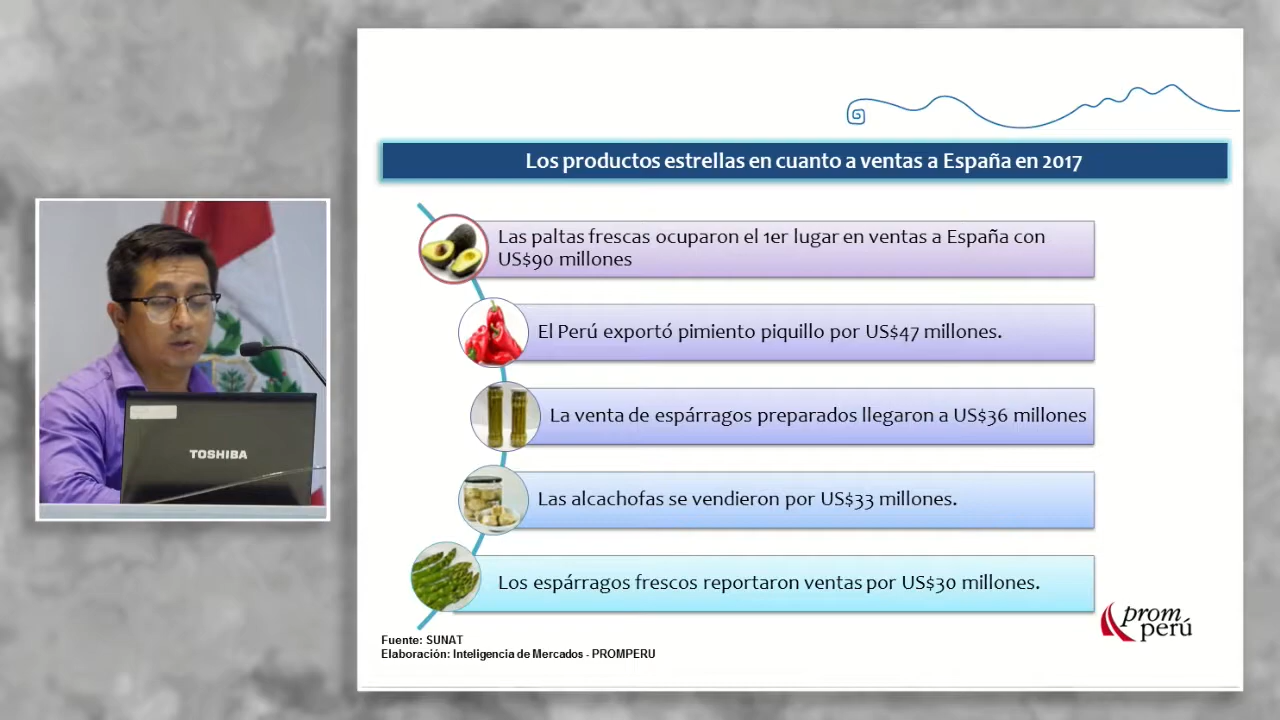 Los productos estrellas en cuanto a ventas a España en 2017
Las paltas frescas ocuparon el 1er lugar en ventas a España con
US$90 millones
El Perú exportó pimiento piquillo por US$47 millones.
La venta de espárragos preparados llegaron a US$36 millones
Las alcachofas se vendieron por US$33 millones.
Los espárragos frescos reportaron ventas por US$30 millones.
Fuente: SUNAT
Elaboración: Inteligencia de Mercados - PROMPERU
prom
perú
TOSHIBA